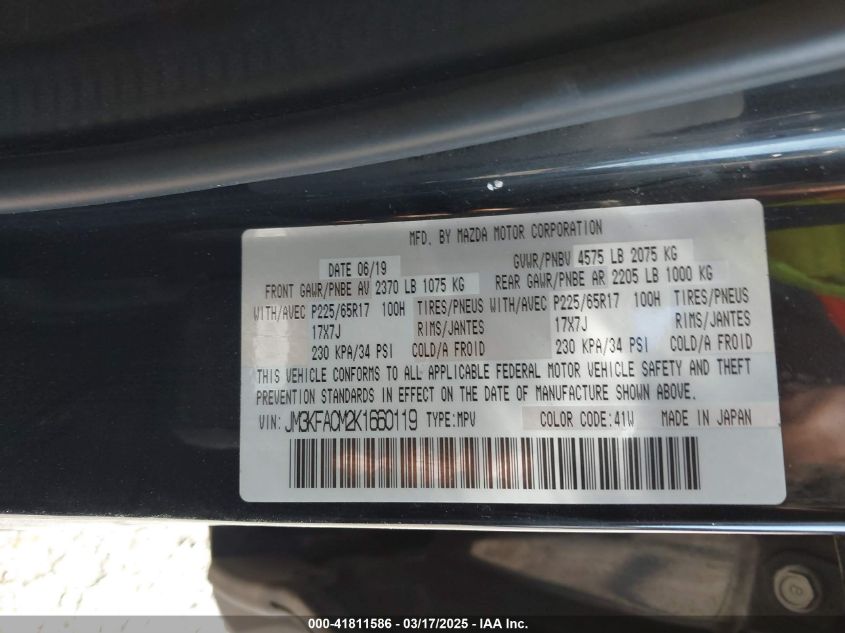 MFD. BY MAZDA MOTOR CORPORATION
DATE 06/19 GVWR/PNBV 4575 LB 2075 KG
FRONT GAWR/PNBE AV 2370 LB 1075 KG REAR GAWR/PNBE AR 2205 LB 1000 KG
WITH/AVEC P225/65R17 100H TIRES/PNEUS WITH/AVEC P225/65R17 100H TIRES/PNEUS
17X7J RIMS/JANTES 17X7J RIMS/JANTES
230 KPA/34 PSI COLD/A FROID 230 KPA/34 PSI COLD/A FROID
THIS VEHICLE CONFORMS TO ALL APPLICABLE FEDERAL MOTOR VEHICLE SAFETY AND THEFT
PREVENTION STANDARDS IN EFFECT ON THE DATE OF MANUFACTURE SHOWN ABOVE.
VIN: JM3KFACM2K1660119 TYPE:MPV COLOR CODE:41W MADE IN JAPAN
000-41811586 - 03/17/2025 - IAA Inc.